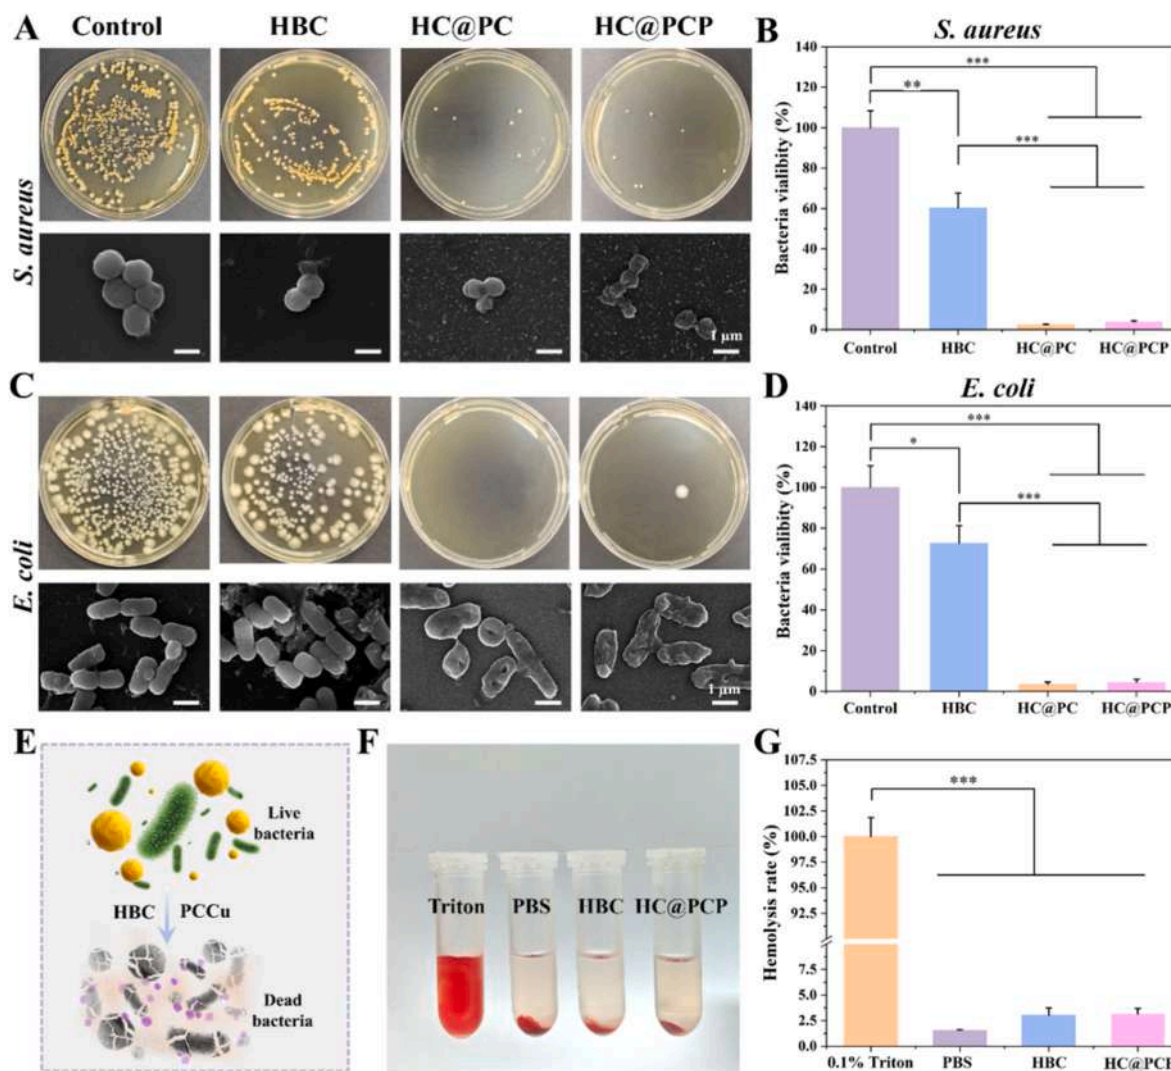 A
Control
HBC
HC@PC
HC@PCP
S. aureus
1 μm
B
S. aureus
Bacteria vialibity (%)
140
120
100
80
60
40
20
0
***
**
***
Control
HBC
HC@PC
HC@PCP
C
E. coli
1 μm
D
E. coli
Bacteria vialibity (%)
140
120
100
80
60
40
20
0
***
*
***
Control
HBC
HC@PC
HC@PCP
E
Live
bacteria
HBC
PCCu
Dead
bacteria
F
Triton
PBS
HBC
HC@PCP
G
Hemolysis rate (%)
107.5
105.0
102.5
100.0
97.5
95.0
92.5
7.5
5.0
2.5
0.0
***
0.1% Triton
PBS
HBC
HC@PCP